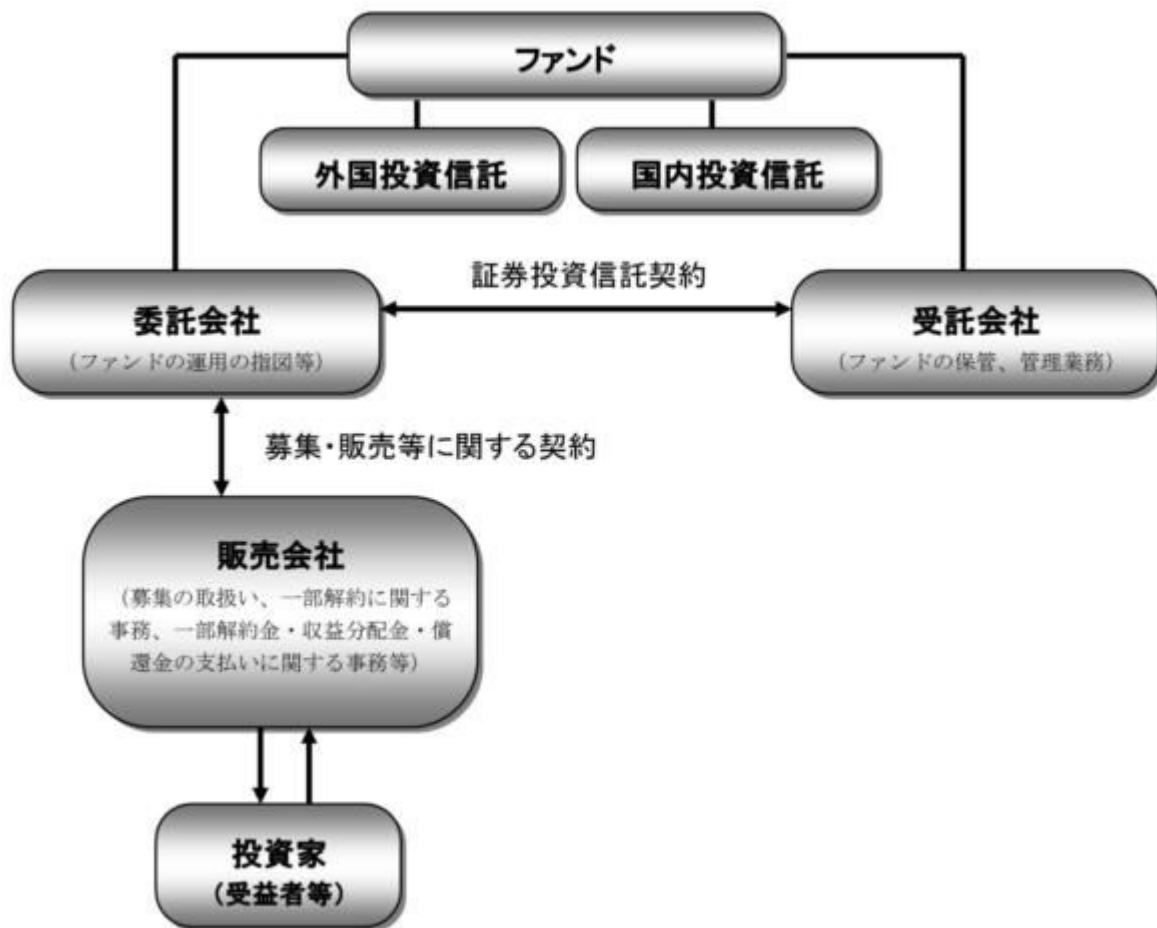 ファンド
外国投資信託
国内投資信託
証券投資信託契約
委託会社
(ファンドの運用の指図等)
受託会社
(ファンドの保管、管理業務)
募集・販売等に関する契約
販売会社
(募集の取扱い、一部解約に関する
事務、一部解約金・収益分配金・償
還金の支払いに関する事務等)
投資家
(受益者等)